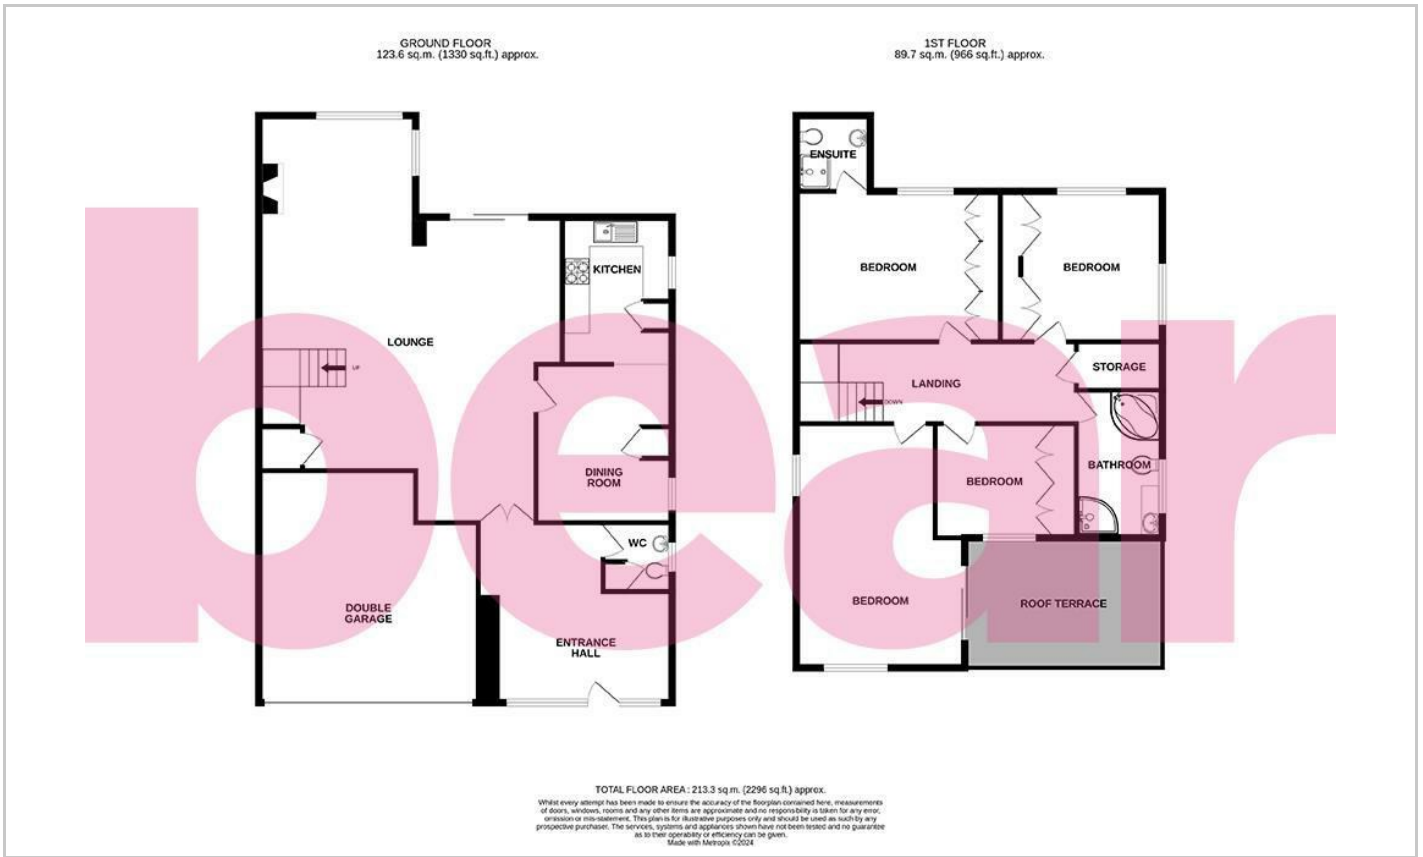 GROUND FLOOR
123.6 sq.m. (1330 sq.ft.) approx.
1ST FLOOR
89.7 sq.m. (966 sq.ft.) approx.
ENSUITE
KITCHEN
BEDROOM
BEDROOM
LOUNGE
UP
STORAGE
LANDING
DOWN
DINING
ROOM
BATHROOM
BEDROOM
WC
DOUBLE
GARAGE
BEDROOM
ROOF TERRACE
ENTRANCE
HALL
bear
TOTAL FLOOR AREA : 213.3 sq.m. (2296 sq.ft.) approx.
Whilst every attempt has been made to ensure the accuracy of the floorplan contained here, measurements
of doors, windows, rooms and any other items are approximate and no responsibility is taken for any error,
omission or mis-statement. This plan is for illustrative purposes only and should be used as such by any
prospective purchaser. The services, systems and appliances shown have not been tested and no guarantee
as to their operability or efficiency can be given.
Made with Metropix ©2024